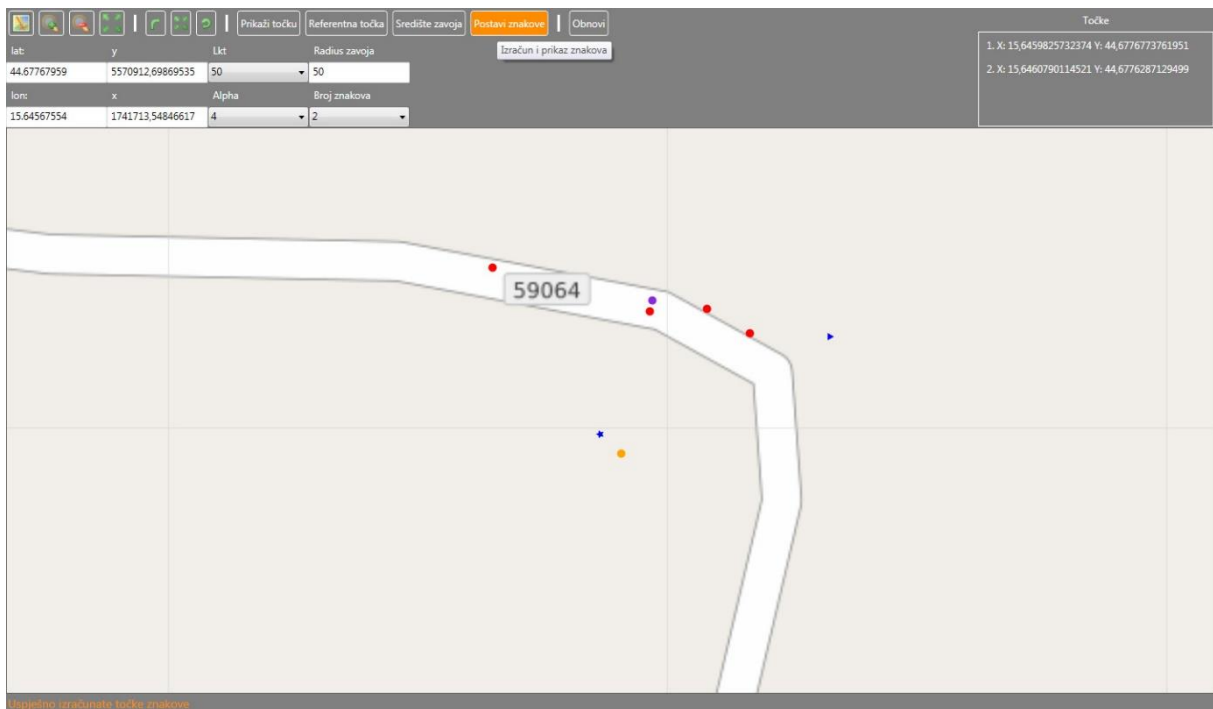 Prikaži točku Referentna točka Središte zavoja Postavi znakove Obnovi
Izračun i prikaz znakova
Točke
1. X: 15,6459825732374 Y: 44,6776773761951
2. X: 15,6460790114521 Y: 44,6776287129499
lat: y Lkt Radius zavoja
44.67767959 5570912,69869535 50 50
lon: x Alpha Broj znakova
15.64567554 1741713,54846617 4 2
59064
Uspješno izračunate točke znakove